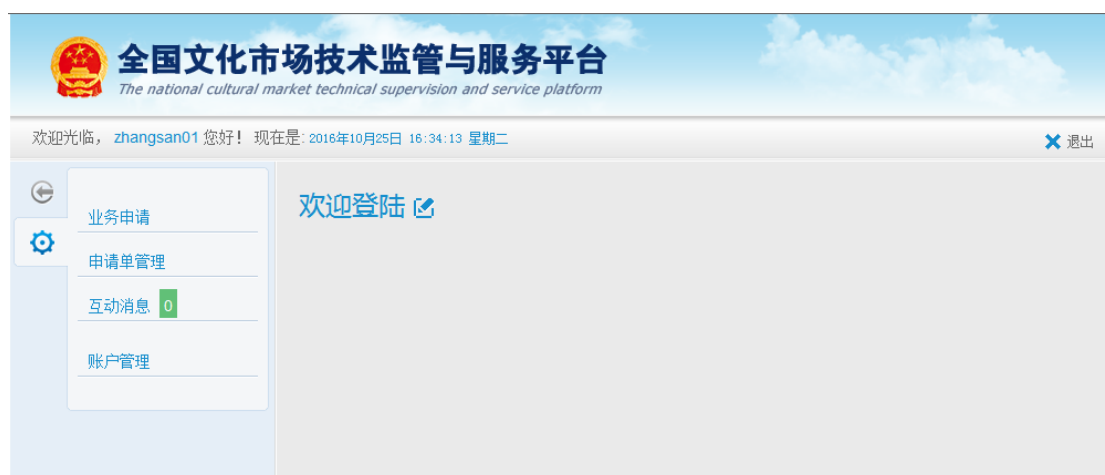 全国文化市场技术监管与服务平台
The national cultural market technical supervision and service platform
欢迎光临， zhangsan01 您好！ 现在是: 2016年10月25日 16:34:13 星期二
退出
业务申请
申请单管理
互动消息 0
账户管理
欢迎登陆